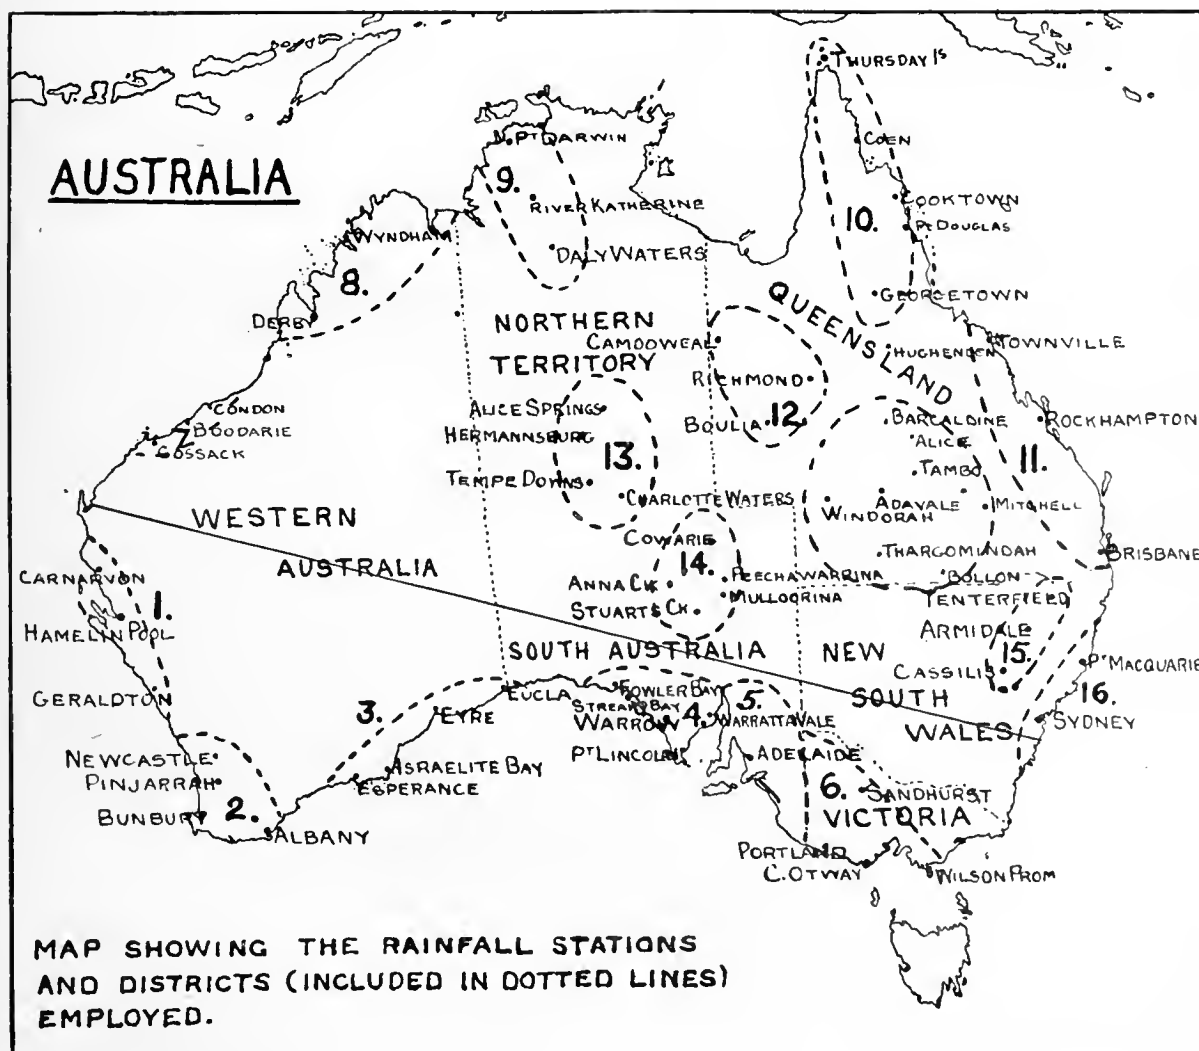 THURSDAY Is
N. Pt DARWIN
COEN
AUSTRALIA
9.
RIVER KATHERINE
COOKTOWN
10.
Pt DOUGLAS
WYNDHAM
DALY WATERS
8.
GEORGETOWN
DERBY
NORTHERN
TERRITORY
QUEENSLAND
CAMOOWEAL
HUGHENDEN
TOWNVILLE
RICHMOND
CONDON
BOODARIE
COSSACK
ALICE SPRINGS
HERMANNSBURG
BOULIA
12.
BARCALDINE
ALICE
ROCKHAMPTON
13.
11.
TEMPE DOWNS
TAMBO
CHARLOTTE WATERS
ADAVALE
WINDORAH
MITCHELL
WESTERN
AUSTRALIA
COWARIE
14.
THARGOMINDAH
BRISBANE
CARNARVON
ANNA CK
PEECHAWARRINA
BOLLON
MULLOORINA
TENTERFIELD
1.
STUARTS CK
HAMELIN POOL
ARMIDALE
SOUTH AUSTRALIA
NEW
SOUTH
WALES
15.
CASSILIS
Pt MACQUARIE
16.
GERALDTON
EUCLA
FOWLER BAY
STREAKY BAY
5.
3.
EYRE
WARROW
4.
WARRATTA VALE
SYDNEY
NEWCASTLE
PINJARRAH
ISRAELITE BAY
ESPERANCE
Pt LINCOLN
ADELAIDE
6.
SANDHURST
BUNBURY
2.
ALBANY
VICTORIA
PORTLAND
C. OTWAY
WILSON PROM
MAP SHOWING THE RAINFALL STATIONS
AND DISTRICTS (INCLUDED IN DOTTED LINES)
EMPLOYED.